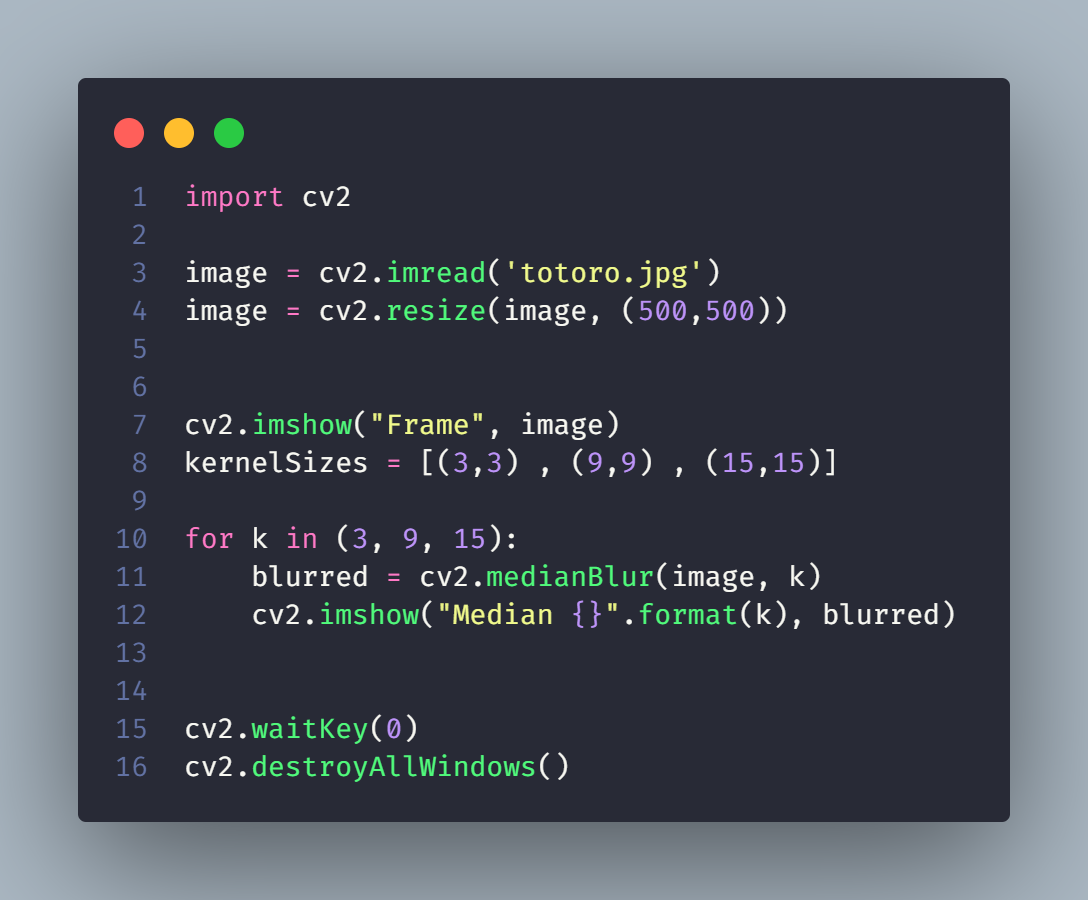 1 import cv2
2
3 image = cv2.imread('totoro.jpg')
4 image = cv2.resize(image, (500,500))
5
6
7 cv2.imshow("Frame", image)
8 kernelSizes = [(3,3) , (9,9) , (15,15)]
9
10 for k in (3, 9, 15):
11     blurred = cv2.medianBlur(image, k)
12     cv2.imshow("Median {}".format(k), blurred)
13
14
15 cv2.waitKey(0)
16 cv2.destroyAllWindows()